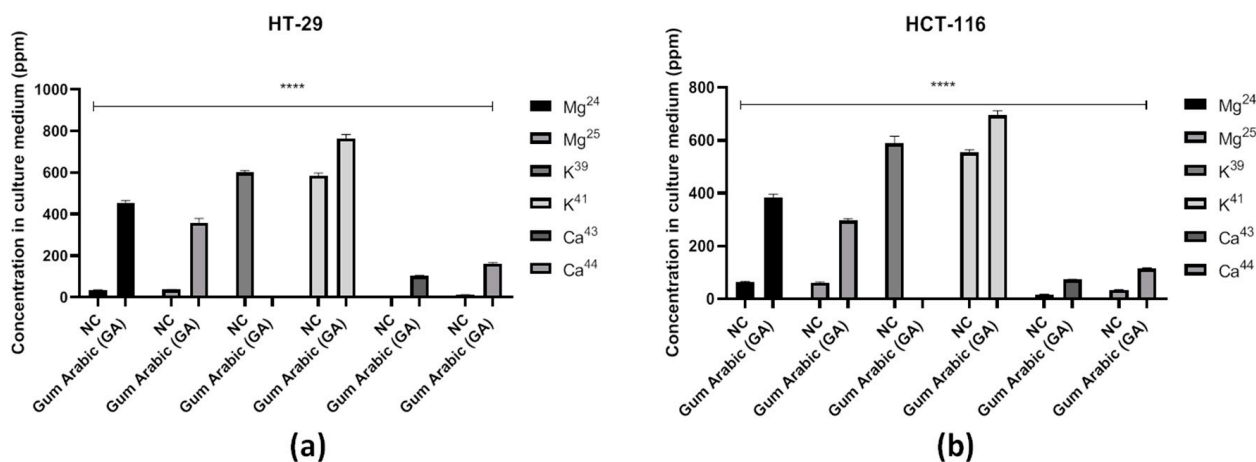 HT-29
Concentration in culture medium (ppm)
1000
800
600
400
200
0
****
NC
Gum Arabic (GA)
NC
Gum Arabic (GA)
NC
Gum Arabic (GA)
NC
Gum Arabic (GA)
NC
Gum Arabic (GA)
NC
Gum Arabic (GA)
Mg²⁴
Mg²⁵
K³⁹
K⁴¹
Ca⁴³
Ca⁴⁴
(a)
HCT-116
Concentration in culture medium (ppm)
800
600
400
200
0
****
NC
Gum Arabic (GA)
NC
Gum Arabic (GA)
NC
Gum Arabic (GA)
NC
Gum Arabic (GA)
NC
Gum Arabic (GA)
NC
Gum Arabic (GA)
Mg²⁴
Mg²⁵
K³⁹
K⁴¹
Ca⁴³
Ca⁴⁴
(b)